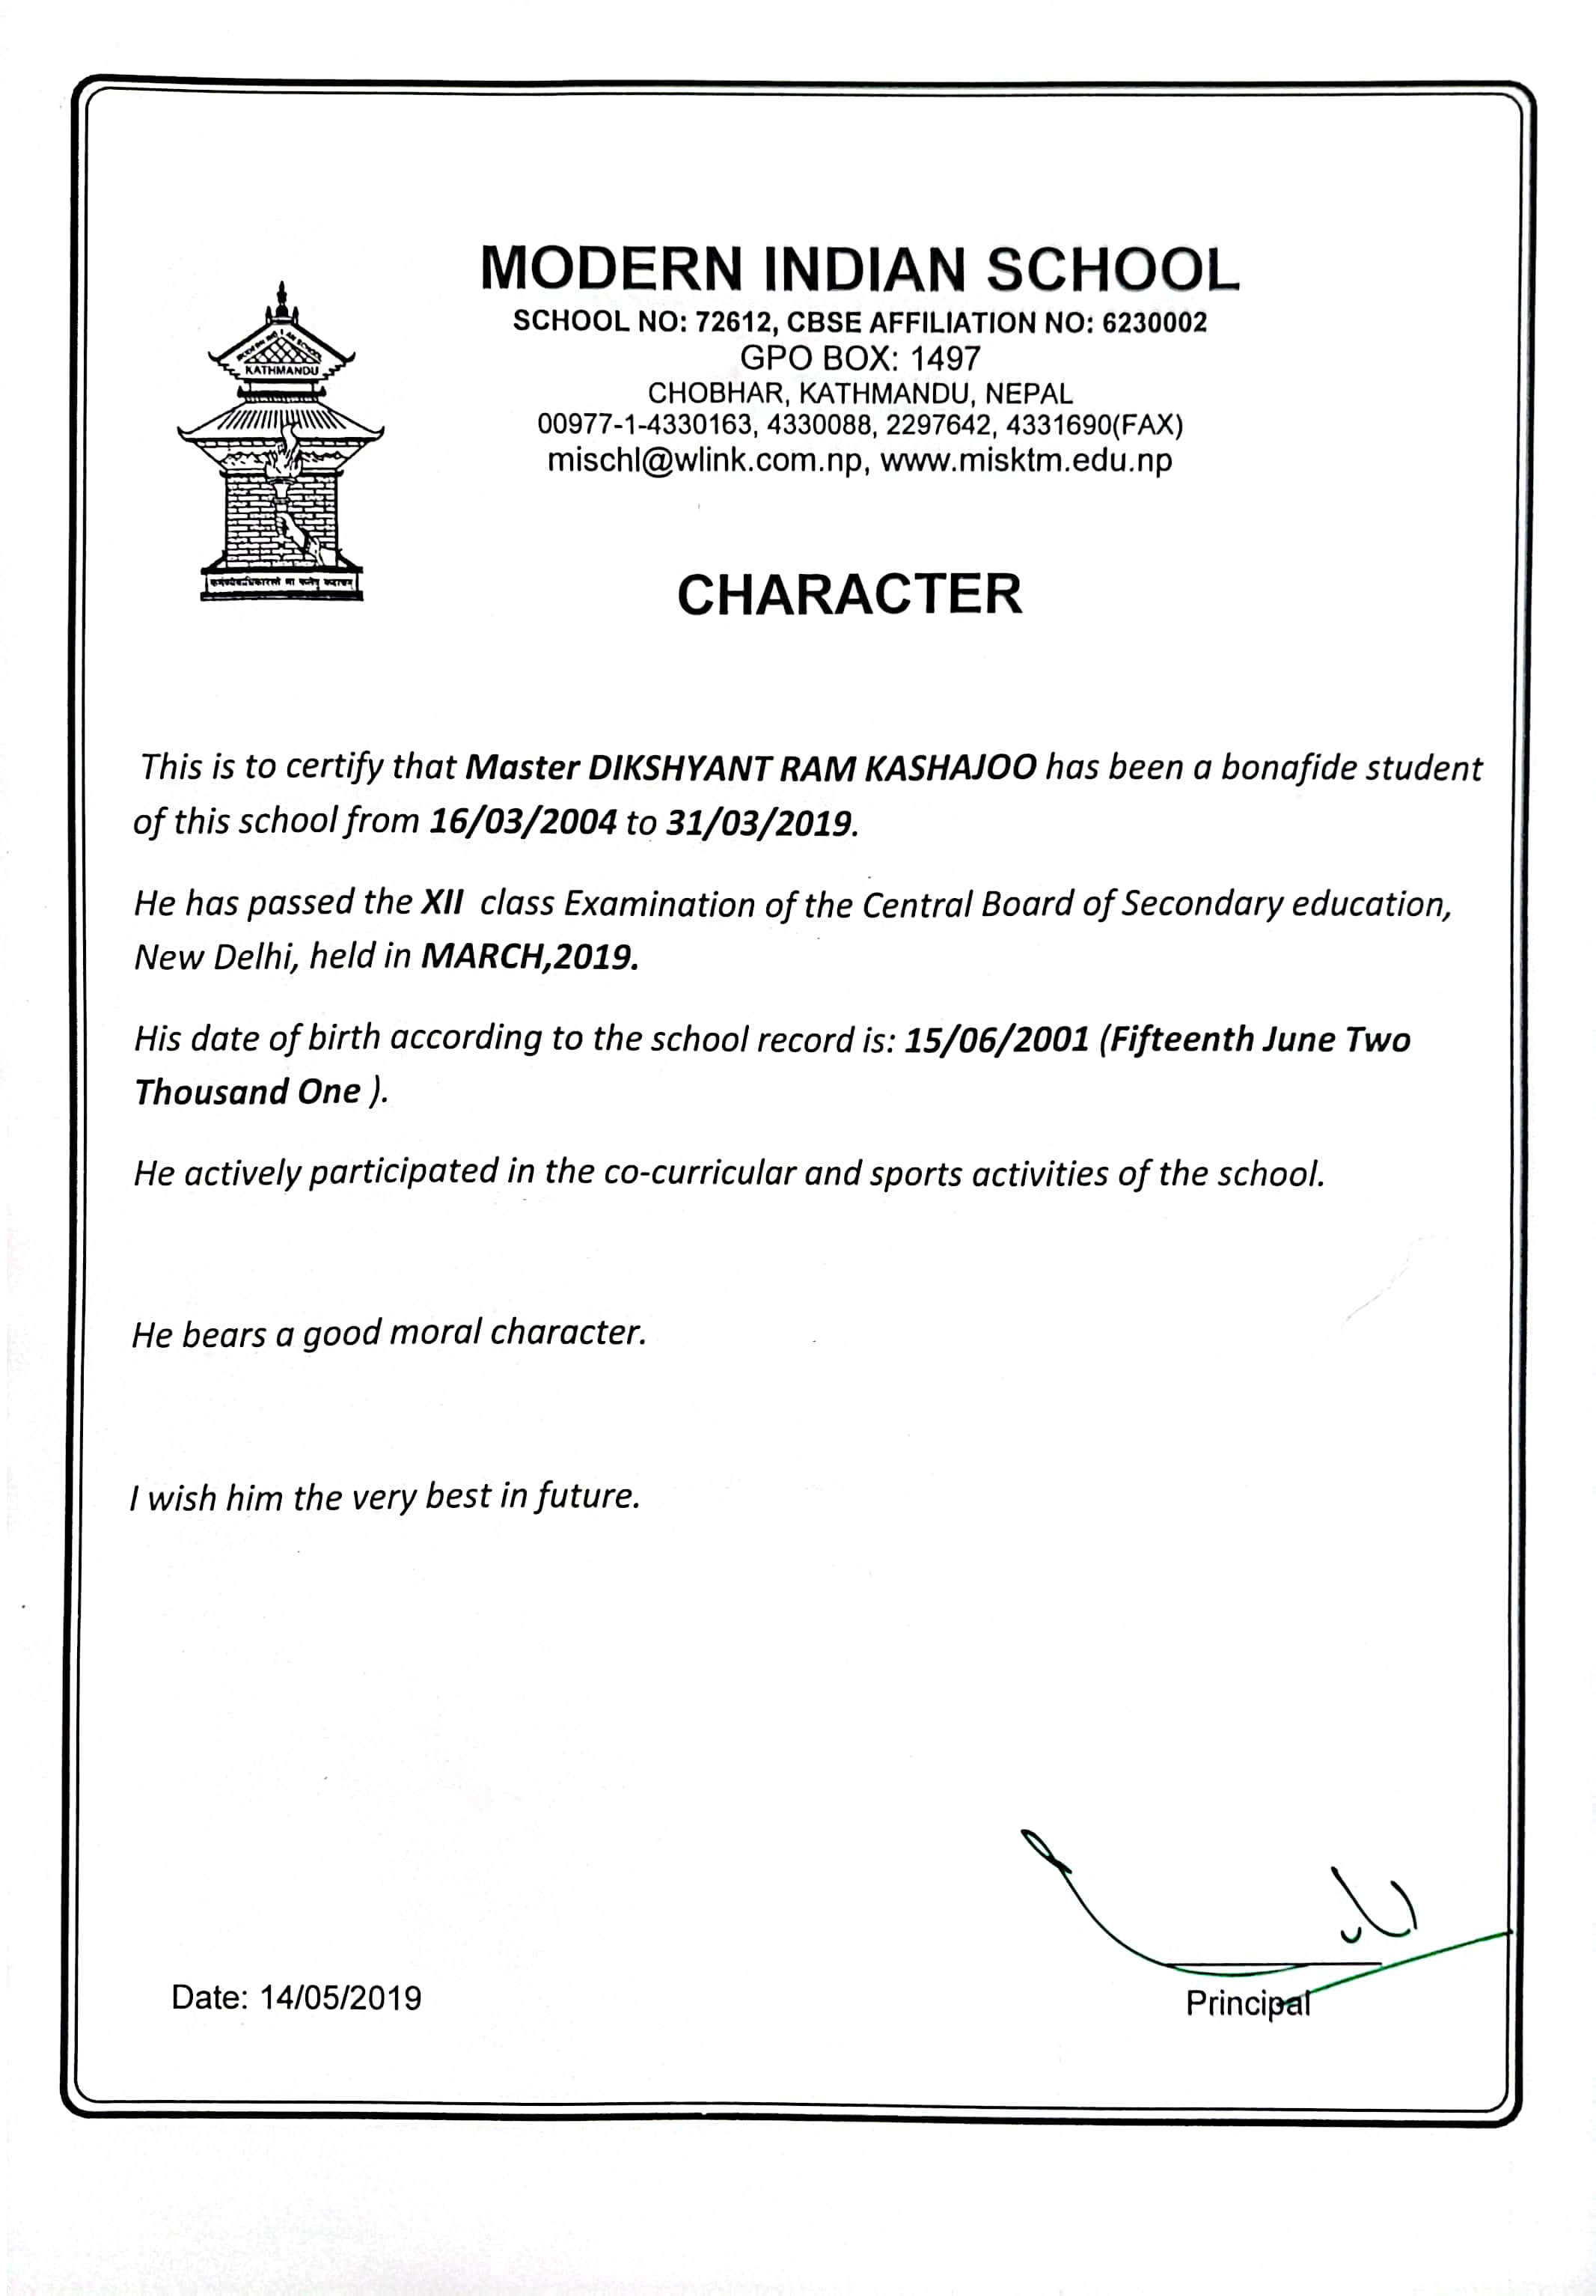 MODERN INDIAN SCHOOL
SCHOOL NO: 72612, CBSE AFFILIATION NO: 6230002
GPO BOX: 1497
CHOBHAR, KATHMANDU, NEPAL
00977-1-4330163, 4330088, 2297642, 4331690(FAX)
mischl@wlink.com.np, www.misktm.edu.np
MODERN INDIAN SCHOOL
KATHMANDU
CHARACTER
This is to certify that Master DIKSHYANT RAM KASHAJOO has been a bonafide student
of this school from 16/03/2004 to 31/03/2019.
He has passed the XII class Examination of the Central Board of Secondary education,
New Delhi, held in MARCH,2019.
His date of birth according to the school record is: 15/06/2001 (Fifteenth June Two
Thousand One ).
He actively participated in the co-curricular and sports activities of the school.
He bears a good moral character.
I wish him the very best in future.
Date: 14/05/2019
Principal